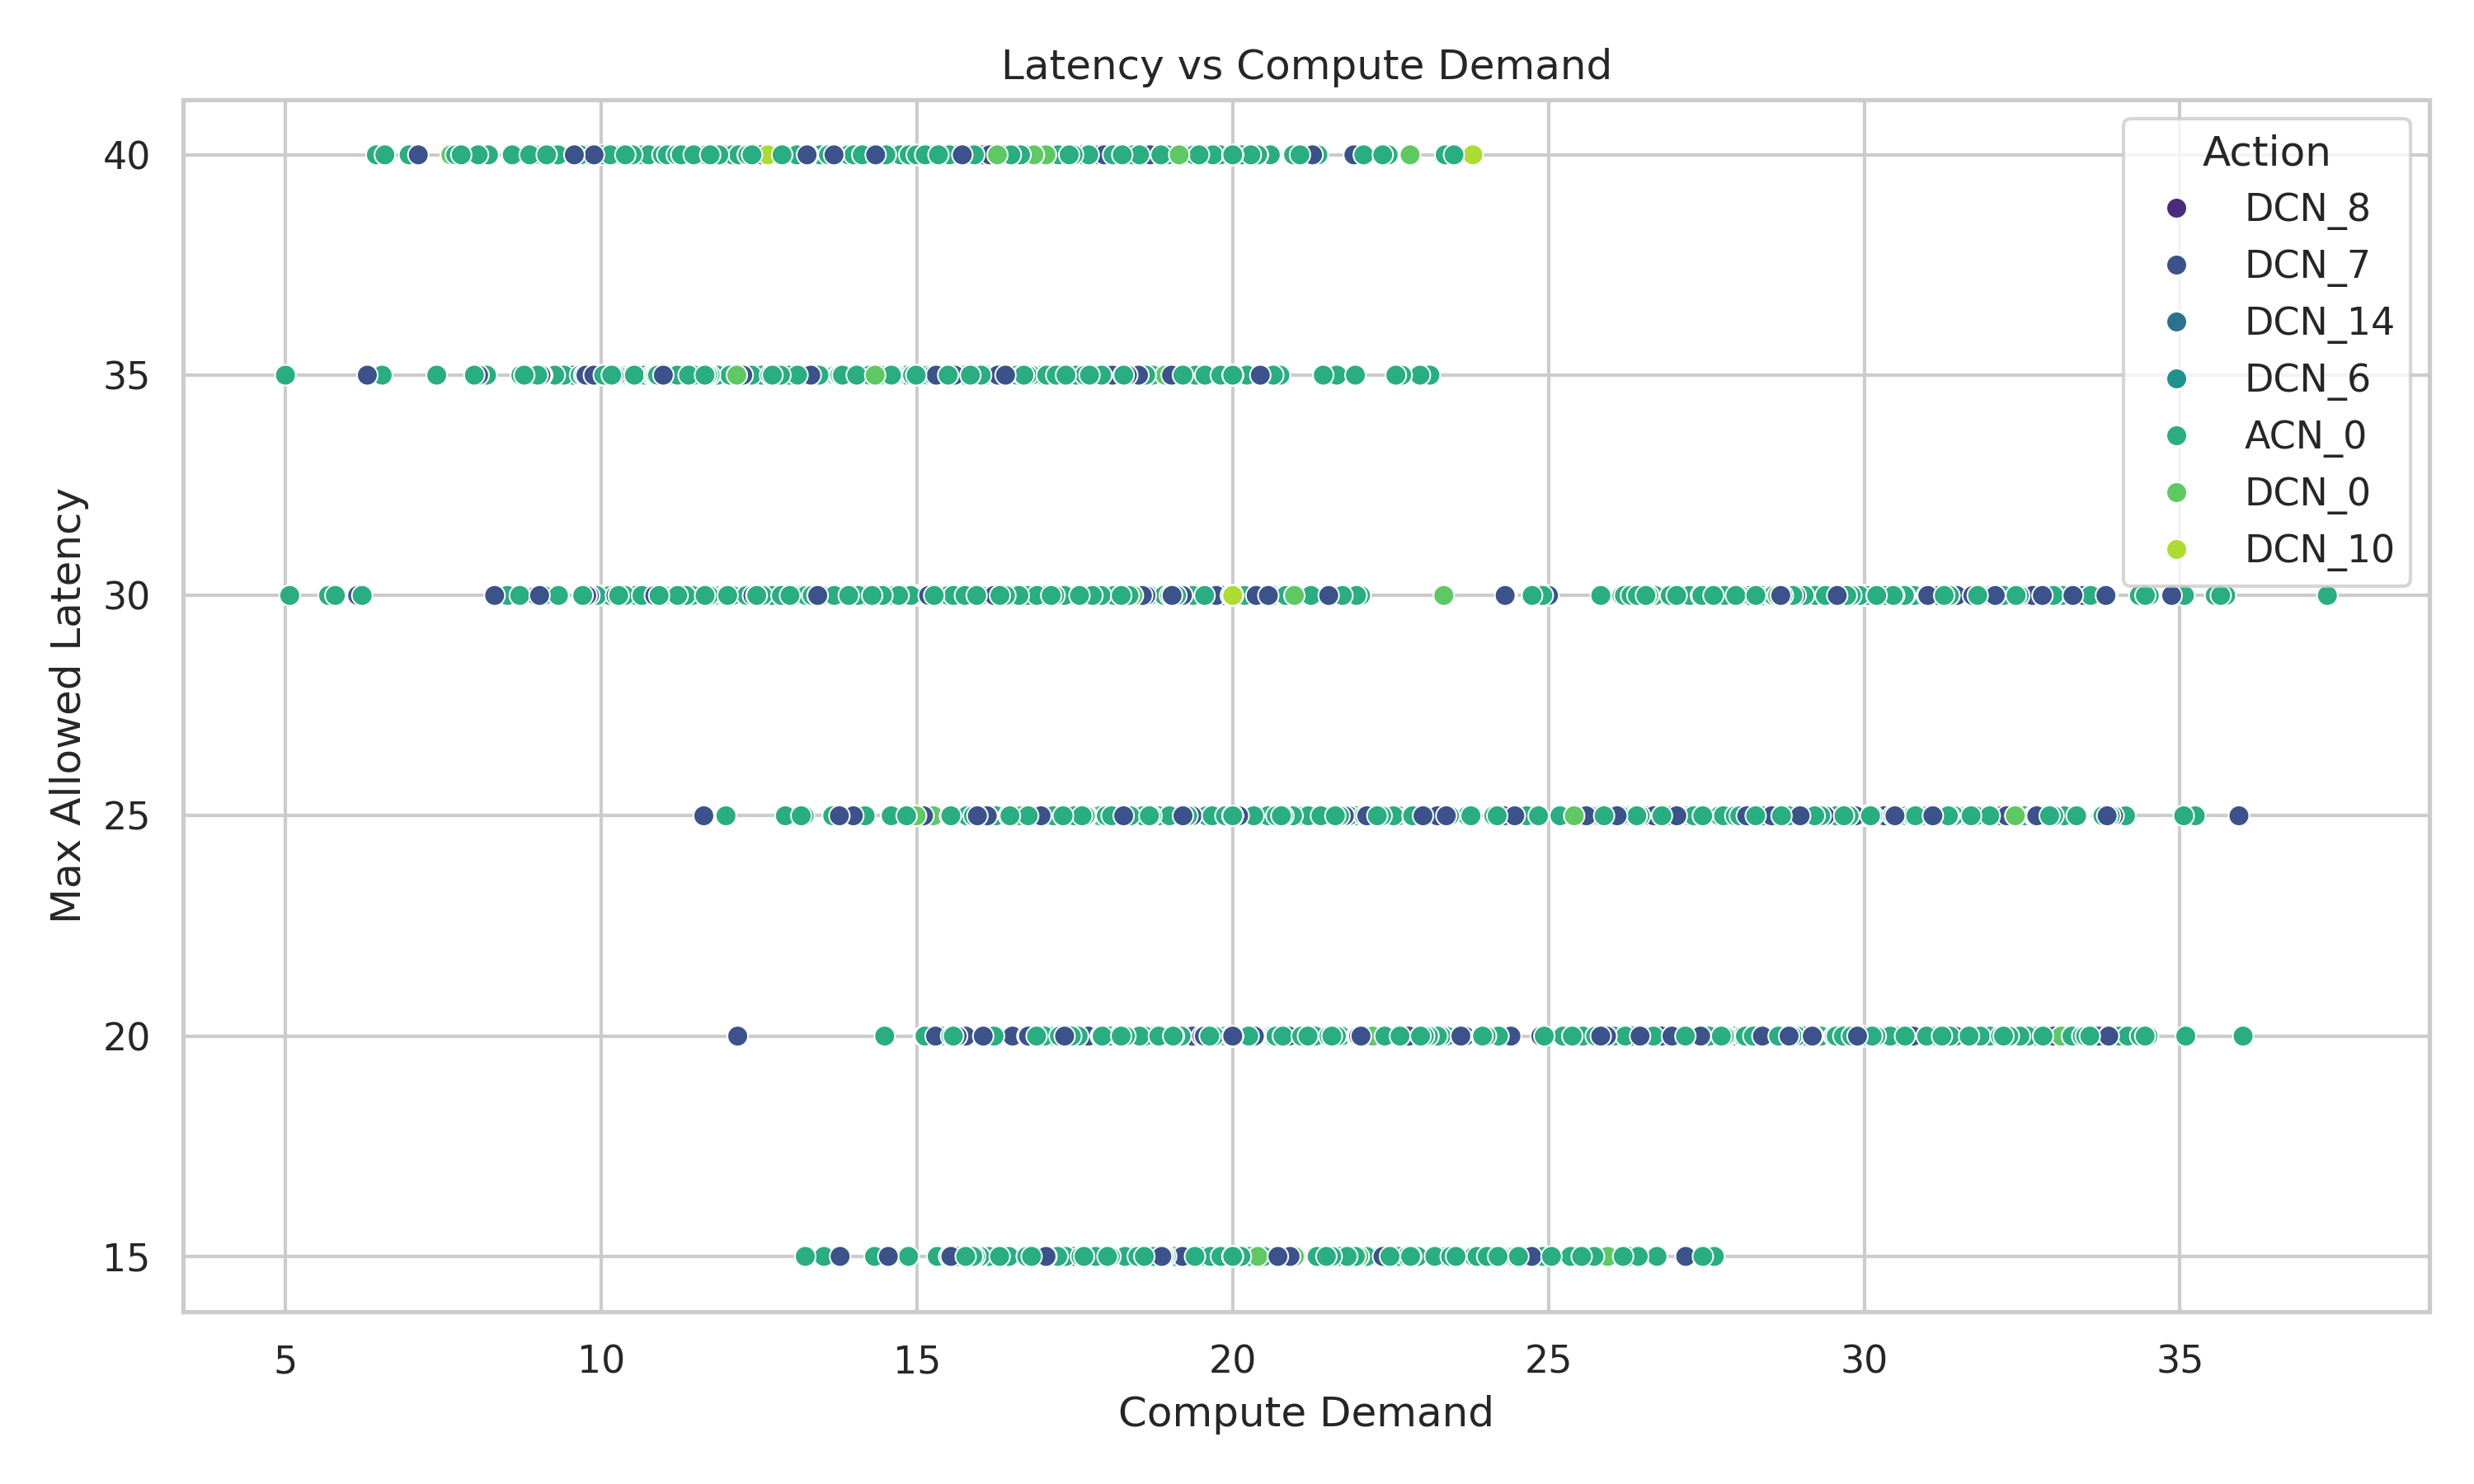 Latency vs Compute Demand
Action
DCN_8
DCN_7
DCN_14
DCN_6
ACN_0
DCN_0
DCN_10
Max Allowed Latency
40
35
30
25
20
15
5 10 15 20 25 30 35
Compute Demand